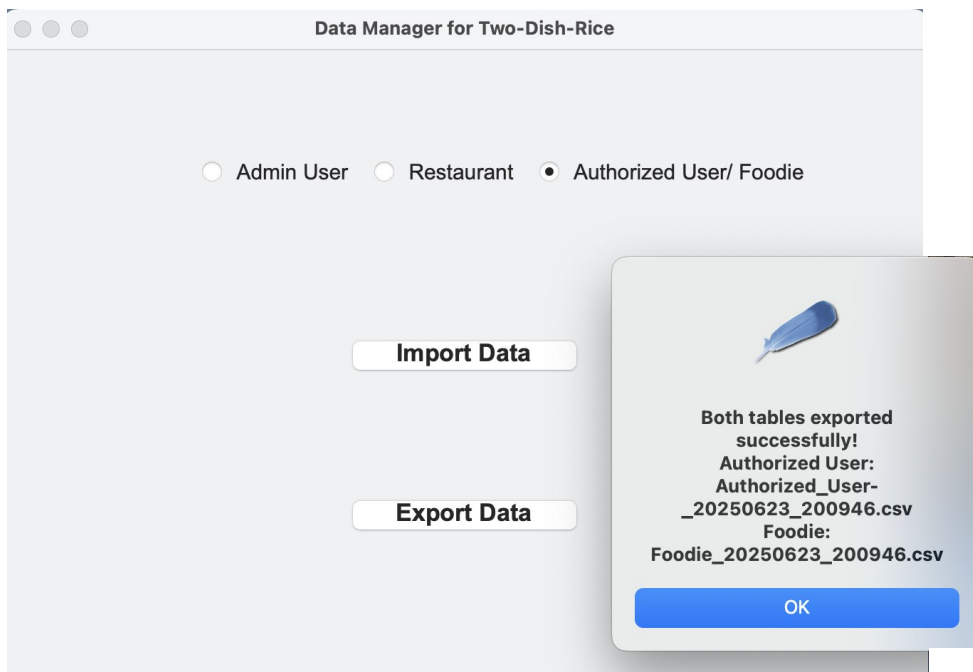 Data Manager for Two-Dish-Rice
Admin User Restaurant Authorized User/ Foodie
Import Data
Export Data
Both tables exported
successfully!
Authorized User:
Authorized_User-
_20250623_200946.csv
Foodie:
Foodie_20250623_200946.csv
OK